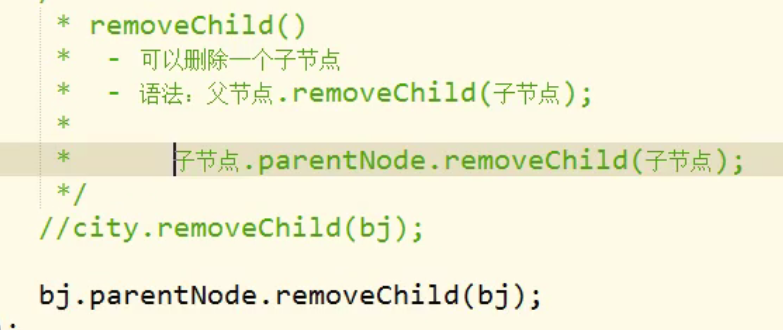 * removeChild()
* - 可以删除一个子节点
* - 语法：父节点.removeChild(子节点);
*
* 子节点.parentNode.removeChild(子节点);
*/
//city.removeChild(bj);
bj.parentNode.removeChild(bj);